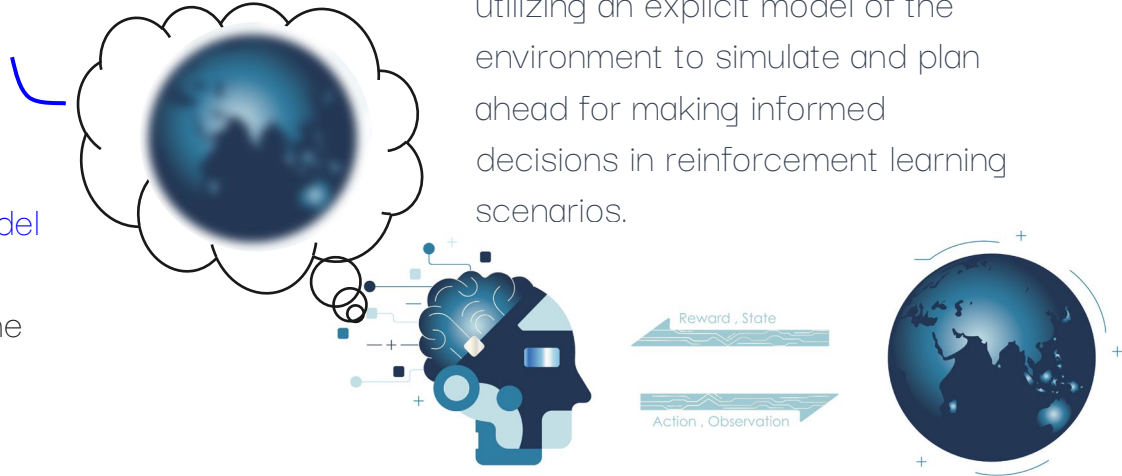 utilizing an explicit model of the
environment to simulate and plan
ahead for making informed
decisions in reinforcement learning
scenarios.
Reward , State
Action , Observation